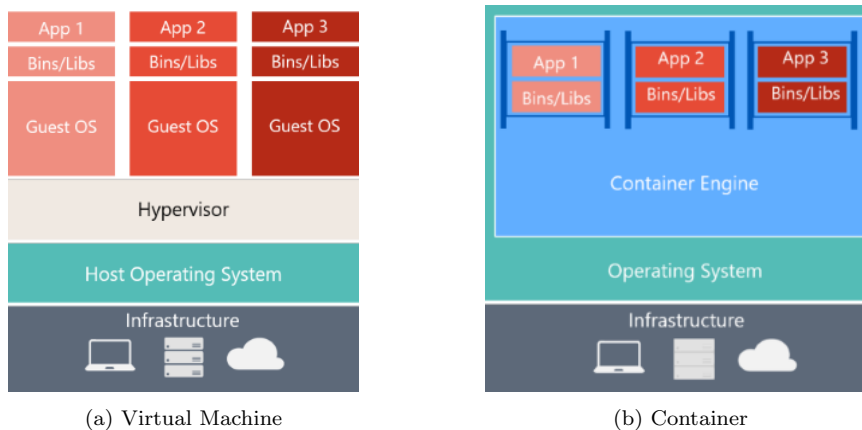 App 1
App 2
App 3
Bins/Libs
Bins/Libs
Bins/Libs
Guest OS
Guest OS
Guest OS
Hypervisor
Host Operating System
Infrastructure
(a) Virtual Machine
App 1
App 2
App 3
Bins/Libs
Bins/Libs
Bins/Libs
Container Engine
Operating System
Infrastructure
(b) Container